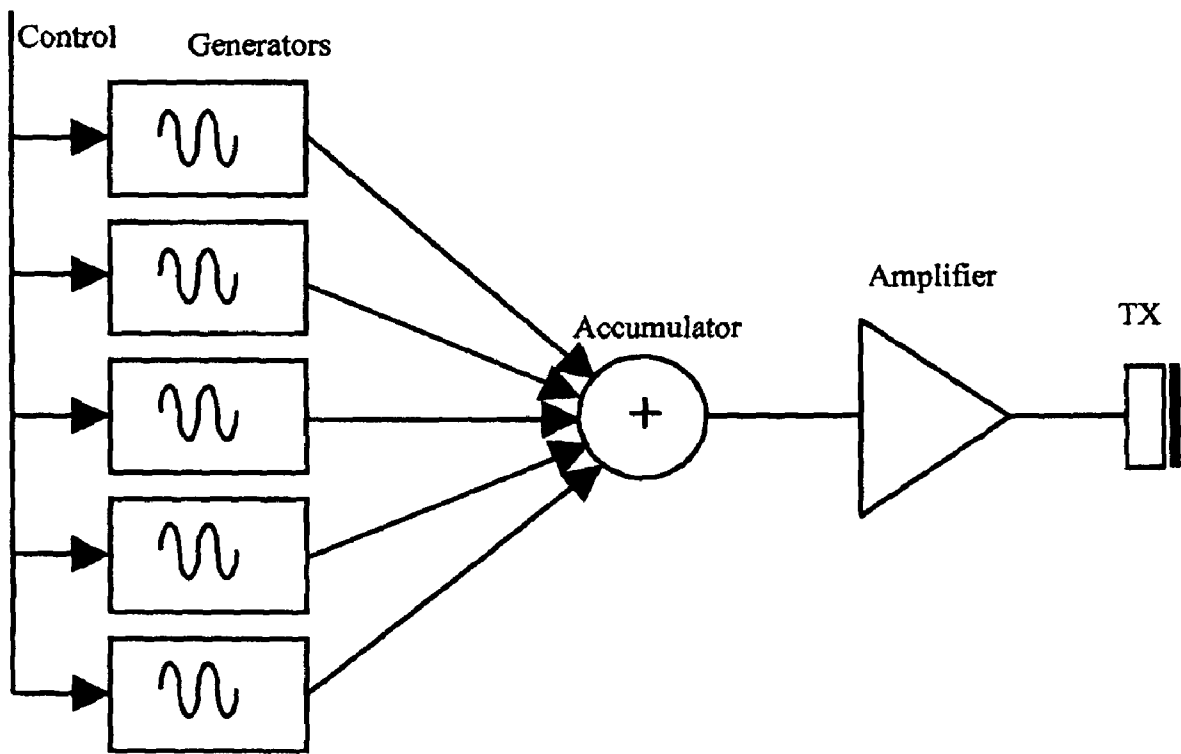 Control
Generators
Accumulator
+
Amplifier
TX